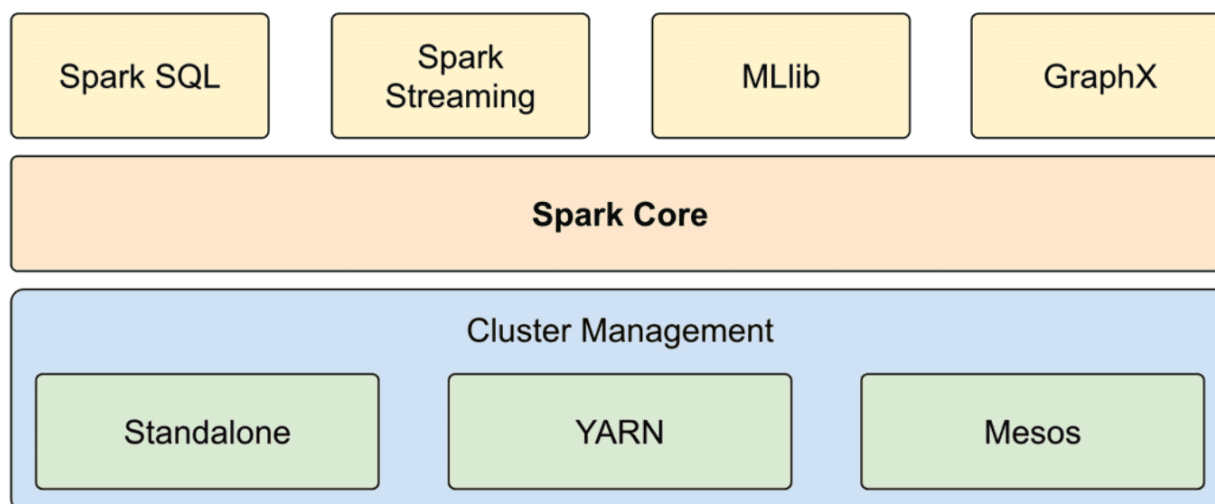 Spark SQL
Spark
Streaming
MLlib
GraphX
Spark Core
Cluster Management
Standalone
YARN
Mesos